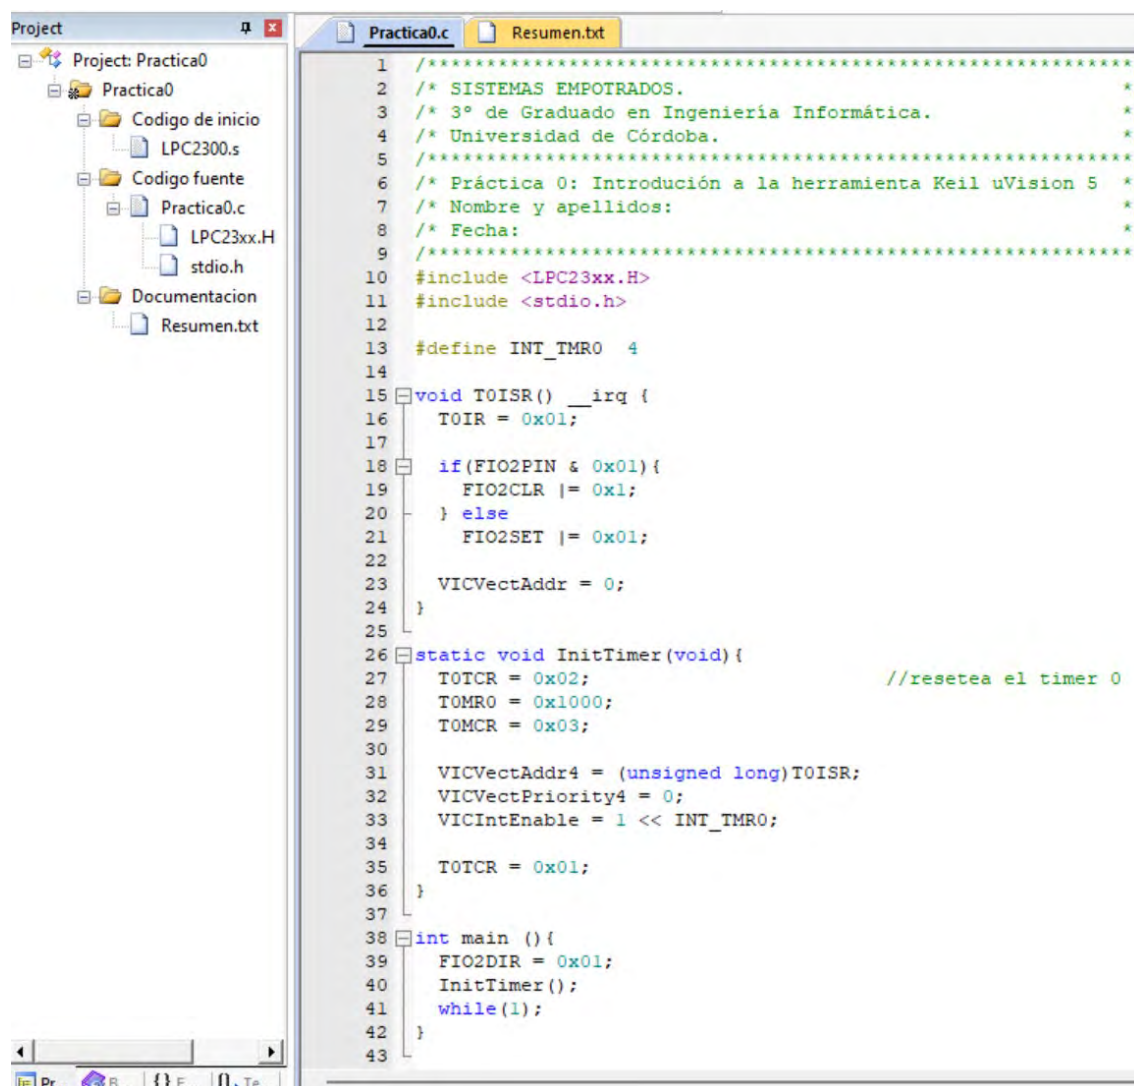 Project
Project: Practica0
Practica0
Codigo de inicio
LPC2300.s
Codigo fuente
Practica0.c
LPC23xx.H
stdio.h
Documentacion
Resumen.txt
Pr...
B...
{} F...
Te...
Practica0.c
Resumen.txt
1 /*************************************************************
2 /* SISTEMAS EMPOTRADOS. *
3 /* 3º de Graduado en Ingeniería Informática. *
4 /* Universidad de Córdoba. *
5 /*************************************************************
6 /* Práctica 0: Introdución a la herramienta Keil uVision 5 *
7 /* Nombre y apellidos: *
8 /* Fecha: *
9 /*************************************************************
10 #include <LPC23xx.H>
11 #include <stdio.h>
12
13 #define INT_TMR0 4
14
15 void T0ISR() __irq {
16 T0IR = 0x01;
17
18 if(FIO2PIN & 0x01){
19 FIO2CLR |= 0x1;
20 } else
21 FIO2SET |= 0x01;
22
23 VICVectAddr = 0;
24 }
25
26 static void InitTimer(void){
27 T0TCR = 0x02; //resetea el timer 0
28 T0MR0 = 0x1000;
29 T0MCR = 0x03;
30
31 VICVectAddr4 = (unsigned long)T0ISR;
32 VICVectPriority4 = 0;
33 VICIntEnable = 1 << INT_TMR0;
34
35 T0TCR = 0x01;
36 }
37
38 int main (){
39 FIO2DIR = 0x01;
40 InitTimer();
41 while(1);
42 }
43